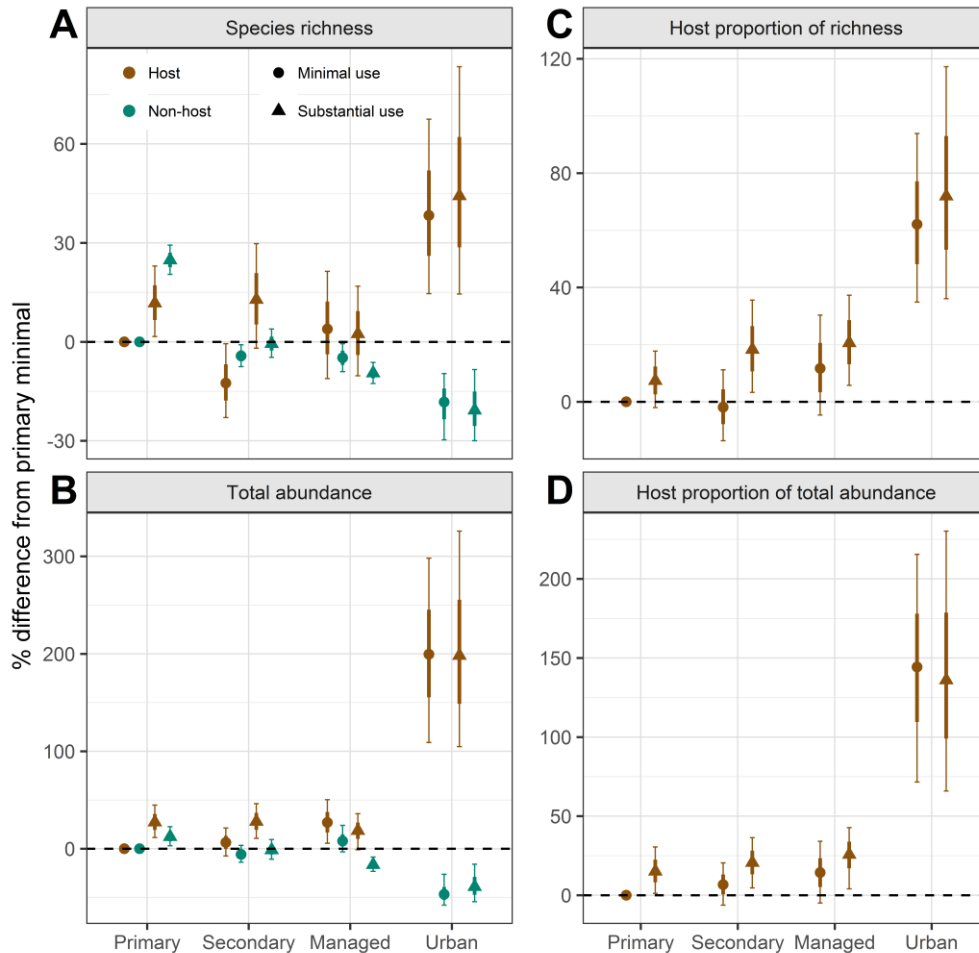 A
Species richness
Host
Minimal use
Non-host
Substantial use
60
30
0
-30
C
Host proportion of richness
120
80
40
0
% difference from primary minimal
B
Total abundance
300
200
100
0
Primary
Secondary
Managed
Urban
D
Host proportion of total abundance
200
150
100
50
0
Primary
Secondary
Managed
Urban